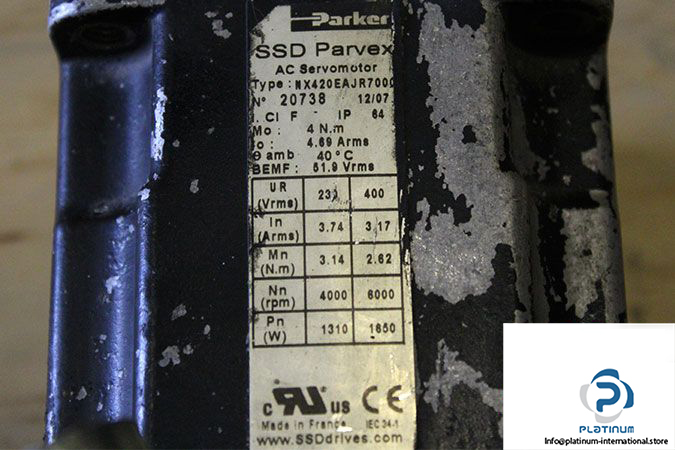 Parker
SSD Parvex
AC Servomotor
Type : NX420EAJR7000
N° 20738 12/07
I. Cl F IP 64
Mo : 4 N.m
Io : 4.69 Arms
θ amb 40°C
BEMF : 51.9 Vrms
UR (Vrms) 230 400
In (Arms) 3.74 3.17
Mn (N.m) 3.14 2.62
Nn (rpm) 4000 6000
Pn (W) 1310 1650
c RU US CE
Made in France IEC 34-1
www.SSDdrives.com
PLATINUM
Info@platinum-international.store